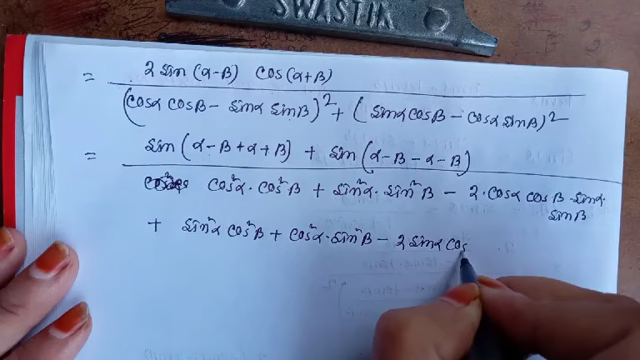 SWASTIK
= 2 sin(α-β) cos(α+β)
(cosα cosβ - sinα sinβ)² + (sinα cosβ - cosα sinβ)²
= sin(α-β+α+β) + sin(α-β-α-β)
cos²α·cos²β + sin²α·sin²β - 2·cosα cosβ·sinα·
sinβ
+ sin²α cos²β + cos²α·sin²β - 2 sinα cos